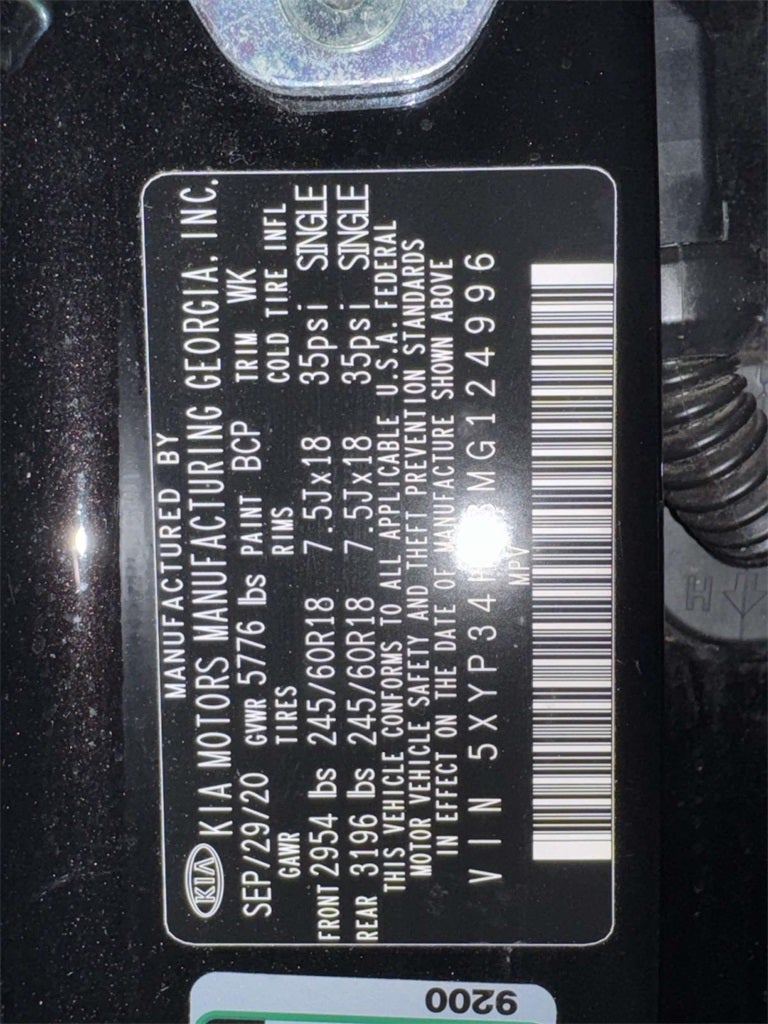 MANUFACTURED BY
KIA KIA MOTORS MANUFACTURING GEORGIA, INC.
SEP/29/20 GVWR 5776 lbs PAINT BCP TRIM WK
GAWR TIRES RIMS COLD TIRE INFL
FRONT 2954 lbs 245/60R18 7.5Jx18 35psi SINGLE
REAR 3196 lbs 245/60R18 7.5Jx18 35psi SINGLE
THIS VEHICLE CONFORMS TO ALL APPLICABLE U.S.A. FEDERAL
MOTOR VEHICLE SAFETY AND THEFT PREVENTION STANDARDS
IN EFFECT ON THE DATE OF MANUFACTURE SHOWN ABOVE
VIN
MPV
9200
H